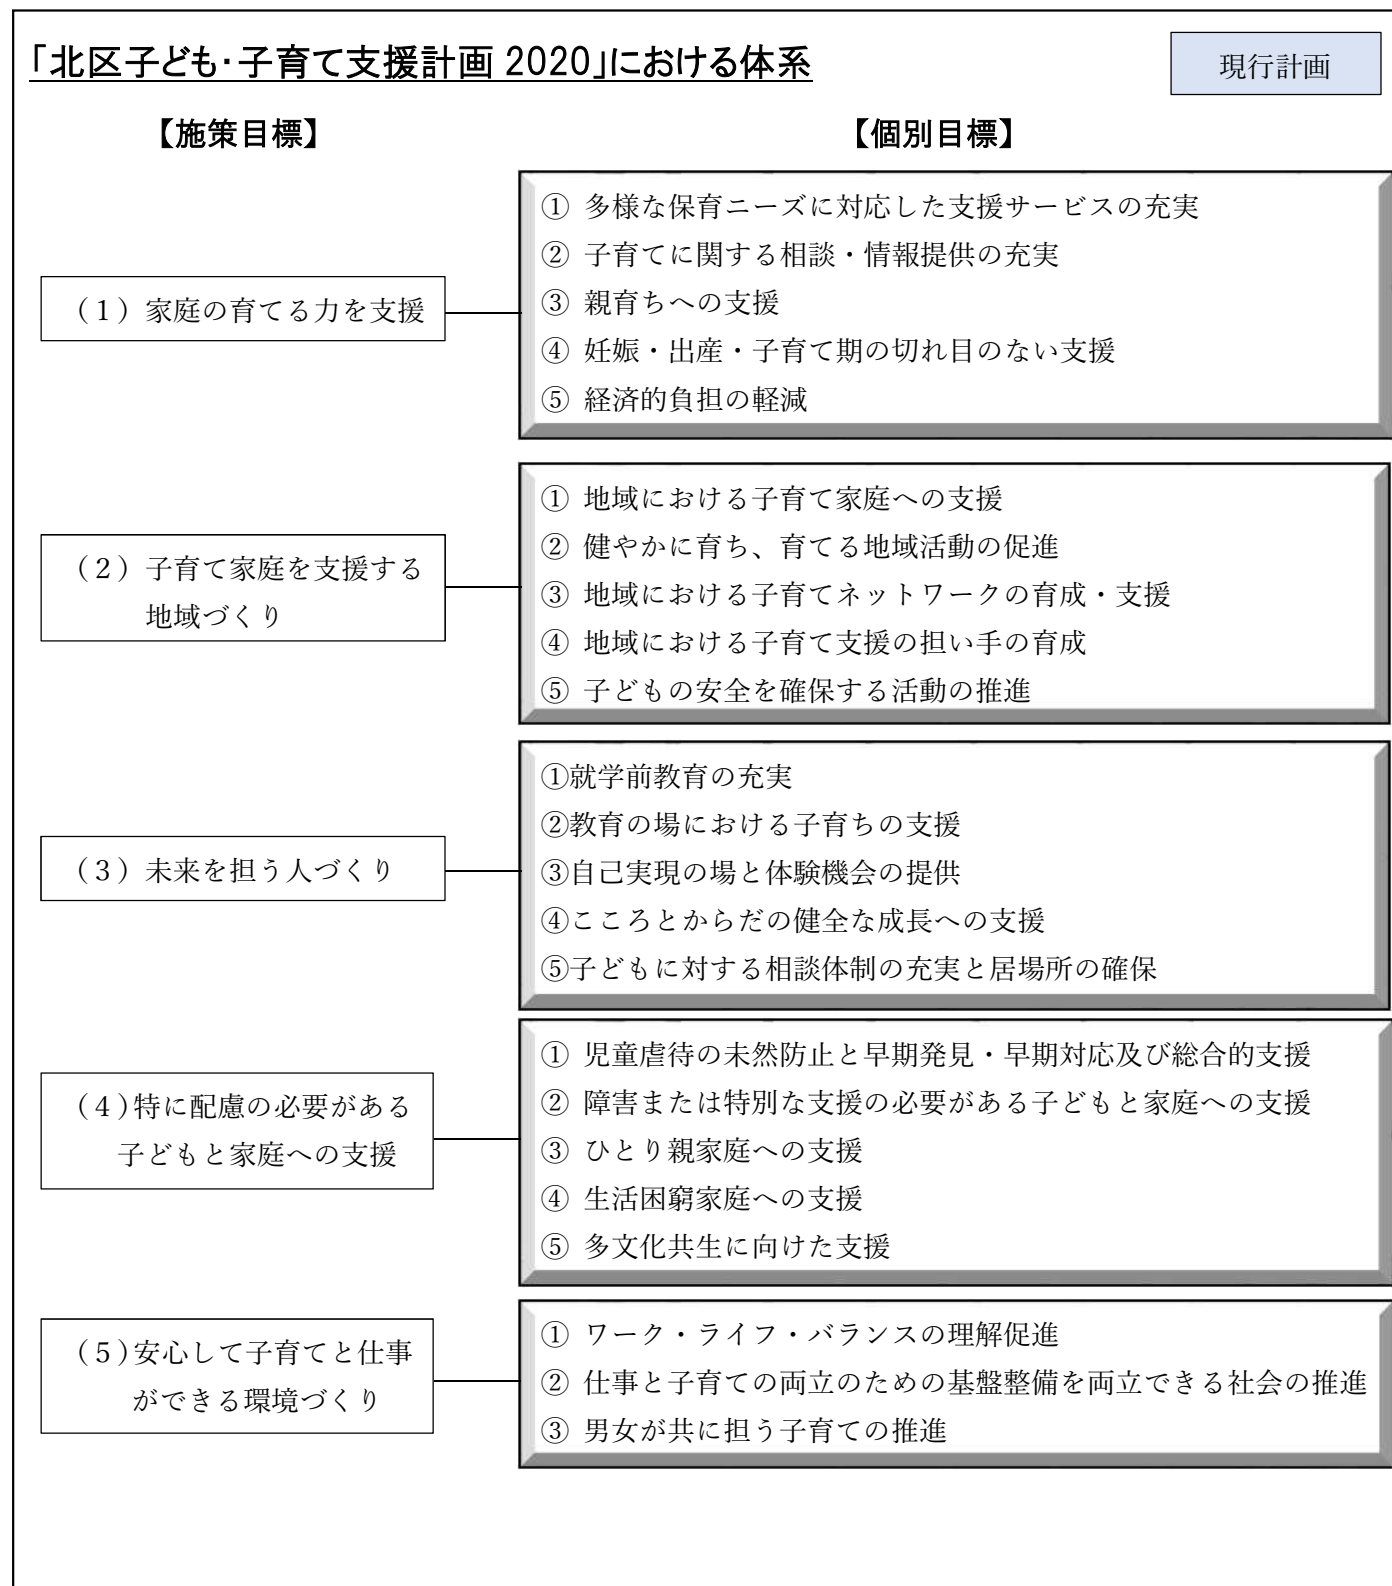 「北区子ども・子育て支援計画 2020」における体系
現行計画
【施策目標】
【個別目標】
（１）家庭の育てる力を支援
① 多様な保育ニーズに対応した支援サービスの充実
② 子育てに関する相談・情報提供の充実
③ 親育ちへの支援
④ 妊娠・出産・子育て期の切れ目のない支援
⑤ 経済的負担の軽減
（２）子育て家庭を支援する
地域づくり
① 地域における子育て家庭への支援
② 健やかに育ち、育てる地域活動の促進
③ 地域における子育てネットワークの育成・支援
④ 地域における子育て支援の担い手の育成
⑤ 子どもの安全を確保する活動の推進
（３）未来を担う人づくり
①就学前教育の充実
②教育の場における子育ちの支援
③自己実現の場と体験機会の提供
④こころとからだの健全な成長への支援
⑤子どもに対する相談体制の充実と居場所の確保
（４）特に配慮の必要がある
子どもと家庭への支援
① 児童虐待の未然防止と早期発見・早期対応及び総合的支援
② 障害または特別な支援の必要がある子どもと家庭への支援
③ ひとり親家庭への支援
④ 生活困窮家庭への支援
⑤ 多文化共生に向けた支援
（５）安心して子育てと仕事
ができる環境づくり
① ワーク・ライフ・バランスの理解促進
② 仕事と子育ての両立のための基盤整備を両立できる社会の推進
③ 男女が共に担う子育ての推進